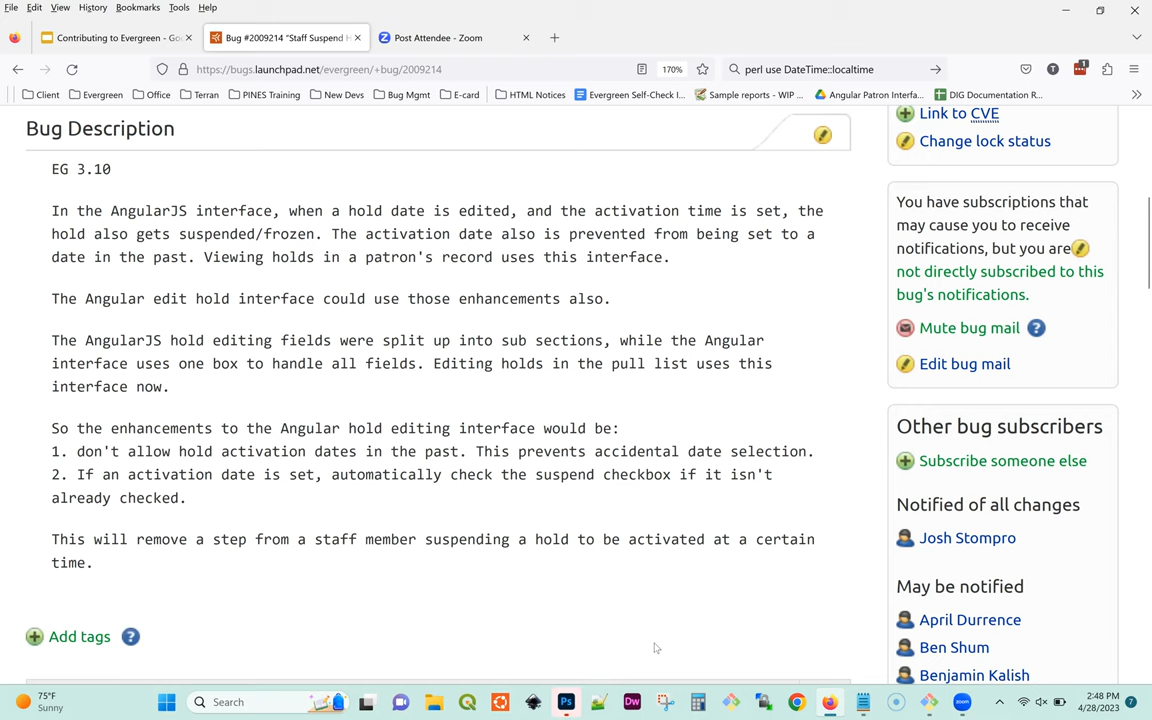 File Edit View History Bookmarks Tools Help
Contributing to Evergreen - Go
Bug #2009214 "Staff Suspend H
Post Attendee - Zoom
https://bugs.launchpad.net/evergreen/+bug/2009214
170%
perl use DateTime::localtime
1
Client Evergreen Office Terran PINES Training New Devs Bug Mgmt E-card HTML Notices Evergreen Self-Check I... Sample reports - WIP ... Angular Patron Interfa... DIG Documentation R...
Bug Description
EG 3.10
In the AngularJS interface, when a hold date is edited, and the activation time is set, the
hold also gets suspended/frozen. The activation date also is prevented from being set to a
date in the past. Viewing holds in a patron's record uses this interface.
The Angular edit hold interface could use those enhancements also.
The AngularJS hold editing fields were split up into sub sections, while the Angular
interface uses one box to handle all fields. Editing holds in the pull list uses this
interface now.
So the enhancements to the Angular hold editing interface would be:
1. don't allow hold activation dates in the past. This prevents accidental date selection.
2. If an activation date is set, automatically check the suspend checkbox if it isn't
already checked.
This will remove a step from a staff member suspending a hold to be activated at a certain
time.
Add tags
Link to CVE
Change lock status
You have subscriptions that
may cause you to receive
notifications, but you are
not directly subscribed to this
bug's notifications.
Mute bug mail
Edit bug mail
Other bug subscribers
Subscribe someone else
Notified of all changes
Josh Stompro
May be notified
April Durrence
Ben Shum
Benjamin Kalish
75°F
Sunny
Search
Ps
Dw
2:48 PM
4/28/2023
7